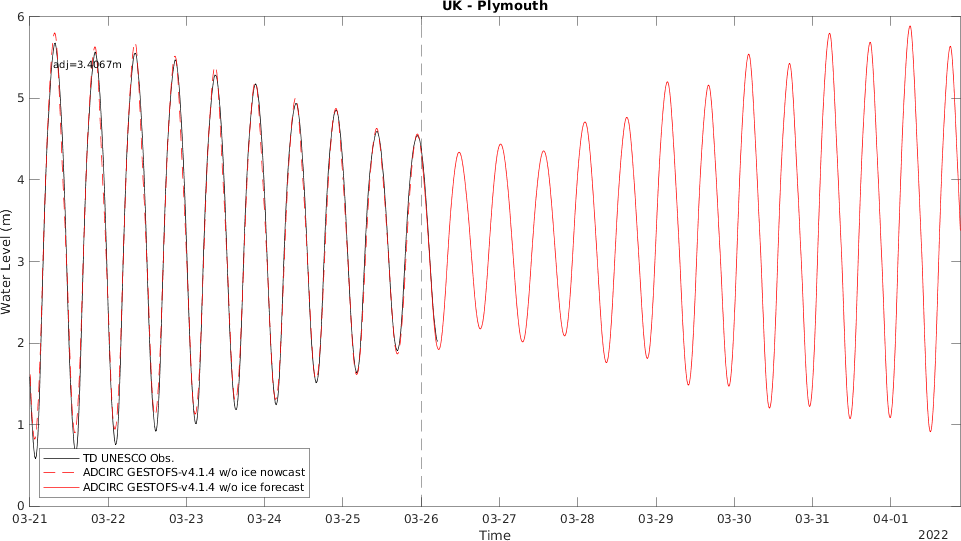 UK - Plymouth
6
adj=3.4067m
5
4
3
2
1
0
Water Level (m)
TD UNESCO Obs.
ADCIRC GESTOFS-v4.1.4 w/o ice nowcast
ADCIRC GESTOFS-v4.1.4 w/o ice forecast
03-21 03-22 03-23 03-24 03-25 03-26 03-27 03-28 03-29 03-30 03-31 04-01
Time
2022